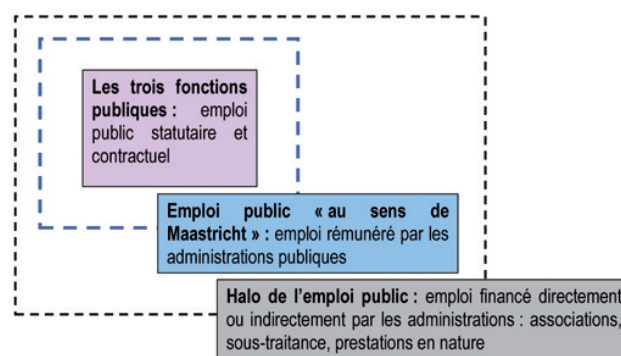 Les trois fonctions
publiques : emploi
public statutaire et
contractuel
Emploi public « au sens de
Maastricht » : emploi rémunéré par les
administrations publiques
Halo de l’emploi public : emploi financé directement
ou indirectement par les administrations : associations,
sous-traitance, prestations en nature